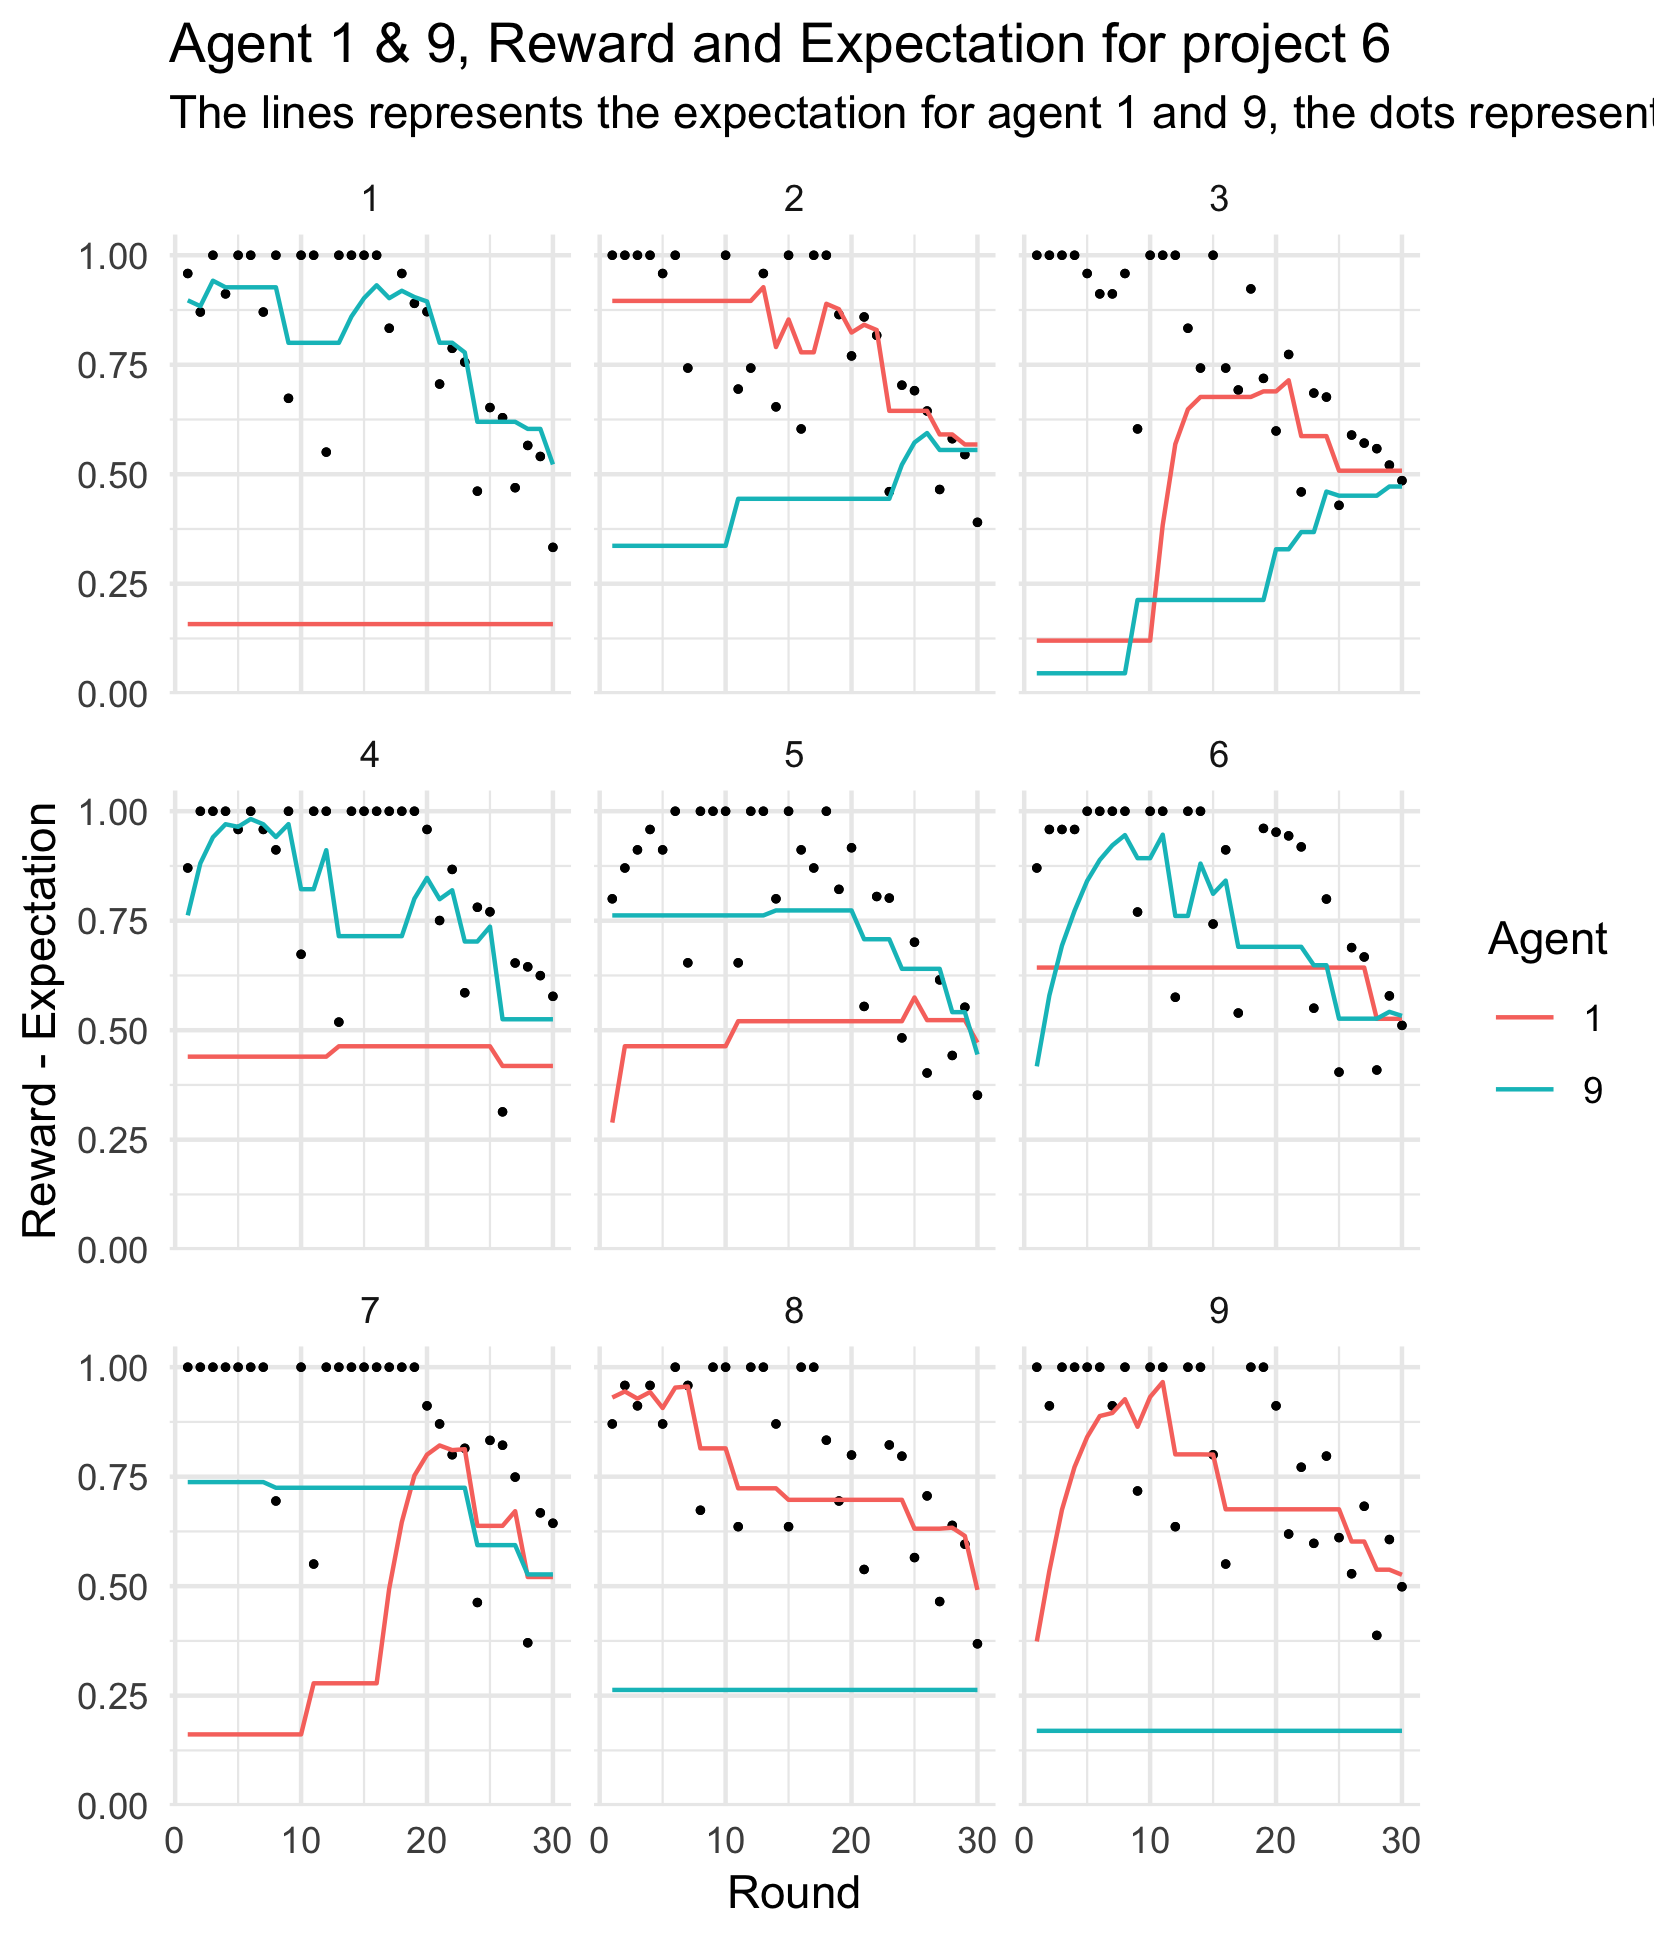 Agent 1 & 9, Reward and Expectation for project 6
The lines represents the expectation for agent 1 and 9, the dots represent
1 2 3
1.00
0.75
0.50
0.25
0.00
4 5 6
1.00
0.75
0.50
0.25
0.00
Reward - Expectation
Agent
1
9
7 8 9
1.00
0.75
0.50
0.25
0.00
0 10 20 30 0 10 20 30 0 10 20 30
Round